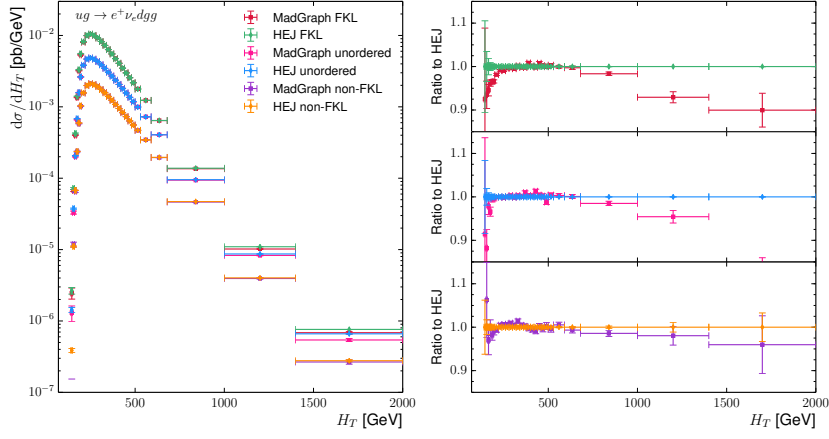 ug → e⁺νₑdgg
MadGraph FKL
HEJ FKL
MadGraph unordered
HEJ unordered
MadGraph non-FKL
HEJ non-FKL
dσ/dH_T [pb/GeV]
10⁻²
10⁻³
10⁻⁴
10⁻⁵
10⁻⁶
10⁻⁷
500
1000
1500
2000
H_T [GeV]
Ratio to HEJ
1.1
1.0
0.9
Ratio to HEJ
1.1
1.0
0.9
Ratio to HEJ
1.1
1.0
0.9
500
1000
1500
2000
H_T [GeV]